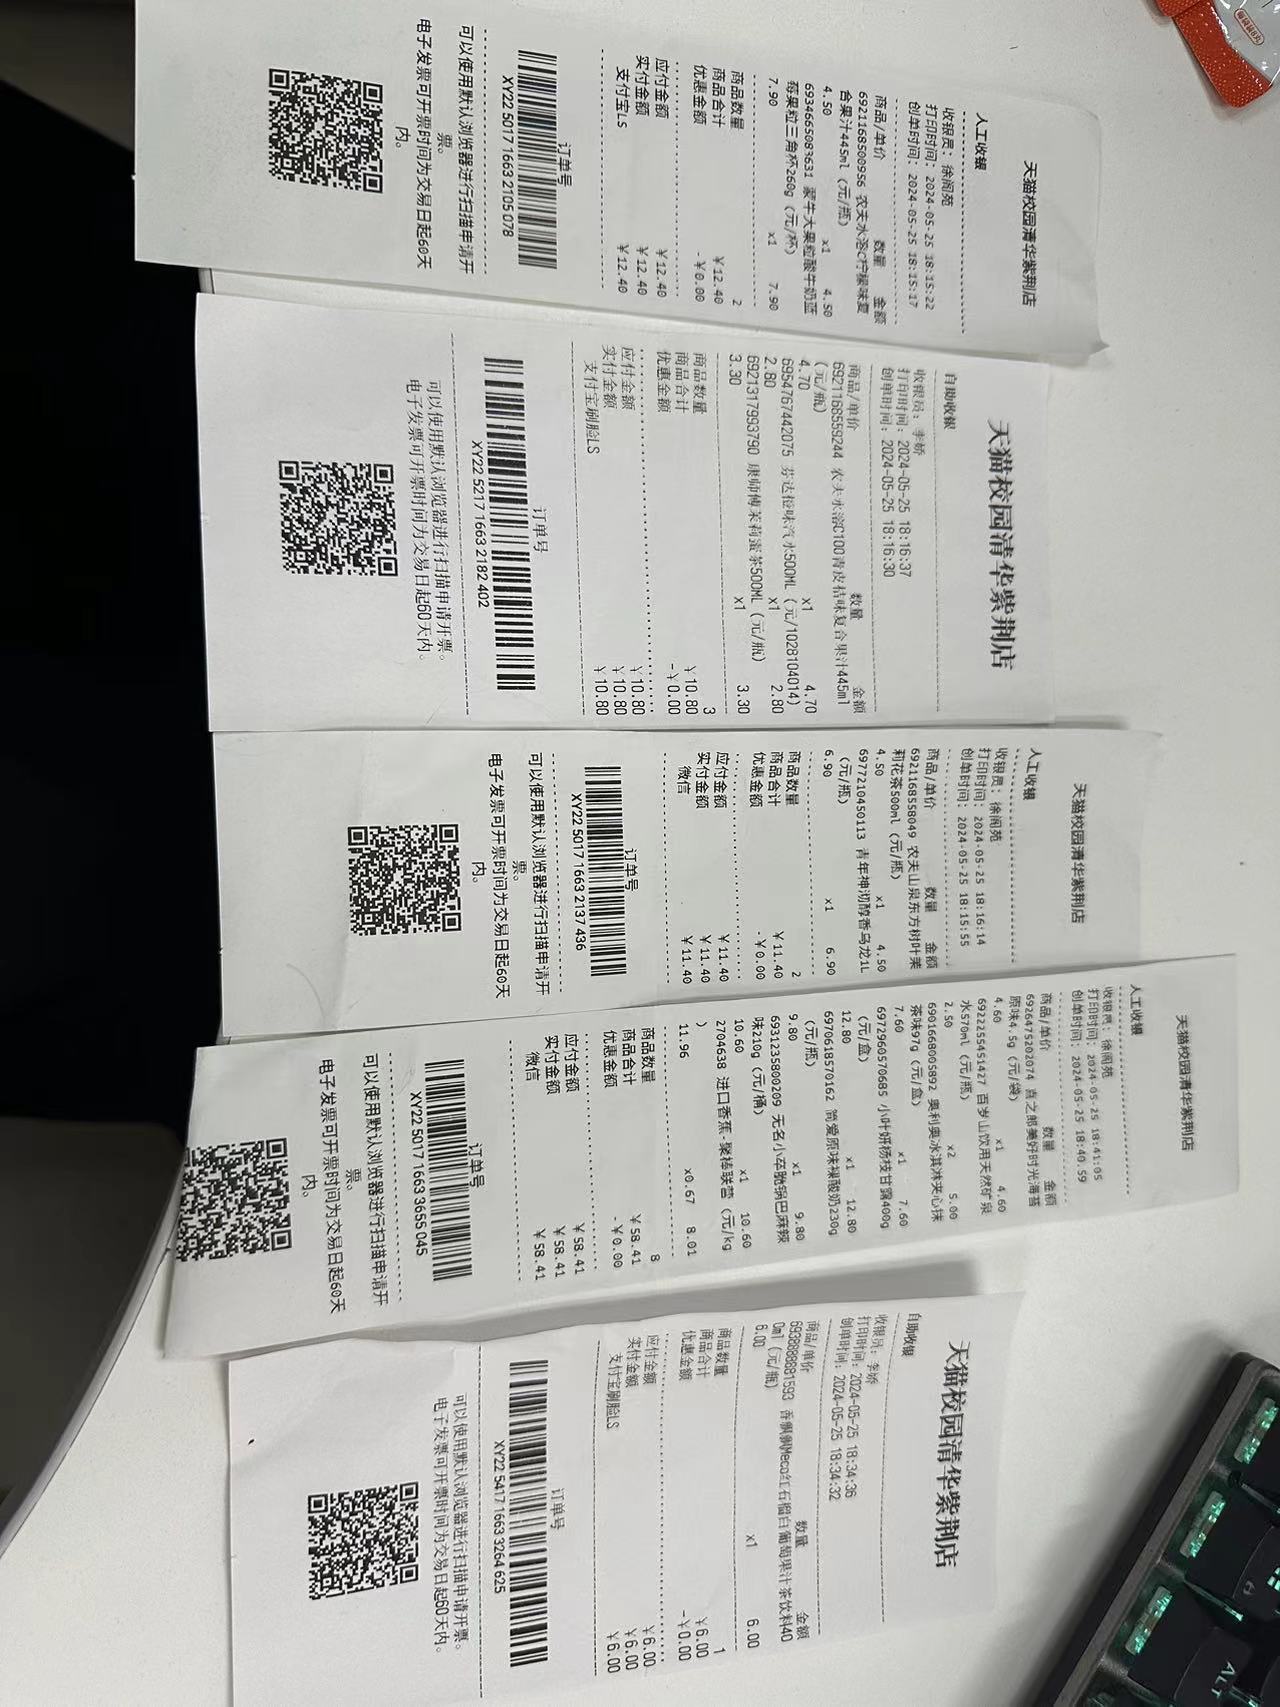 天猫校园清华紫荆店
人工收银
收银员：徐阁苑
打印时间：2024-05-25 18:15:22
创单时间：2024-05-25 18:15:17
商品/单价 数量 金额
6921168500956 农夫水溶C柠檬味复
合果汁445ml（元/瓶）
4.50 x1 4.50
6934665083631 蒙牛大果粒酸牛奶蓝
莓果粒三角杯260g（元/杯）
7.90 x1 7.90
商品数量 2
商品合计 ￥12.40
优惠金额 -￥0.00
应付金额 ￥12.40
实付金额 ￥12.40
支付宝LS ￥12.40
订单号
XY22 5017 1663 2105 078
可以使用默认浏览器进行扫描申请开
票。
电子发票可开票时间为交易日起60天
内。
天猫校园清华紫荆店
自助收银
收银员：李娇
打印时间：2024-05-25 18:16:37
创单时间：2024-05-25 18:16:30
商品/单价 数量 金额
6921168559244 农夫水溶C100青皮桔味复合果汁445ml
（元/瓶）
4.70 x1 4.70
6954767442075 芬达橙味汽水500ML（元/1028104014）
2.80 x1 2.80
6921317993790 康师傅茉莉蜜茶500ML（元/瓶）
3.30 x1 3.30
商品数量 3
商品合计 ￥10.80
优惠金额 -￥0.00
应付金额 ￥10.80
实付金额 ￥10.80
支付宝刷脸LS ￥10.80
订单号
XY22 5217 1663 2182 402
可以使用默认浏览器进行扫描申请开票。
电子发票可开票时间为交易日起60天内。
天猫校园清华紫荆店
人工收银
收银员：徐阁苑
打印时间：2024-05-25 18:16:14
创单时间：2024-05-25 18:15:55
商品/单价 数量 金额
6921168558049 农夫山泉东方树叶茉
莉花茶500ml（元/瓶）
4.50 x1 4.50
6977210450113 青年神沏醇香乌龙1L
（元/瓶）
6.90 x1 6.90
商品数量 2
商品合计 ￥11.40
优惠金额 -￥0.00
应付金额 ￥11.40
实付金额 ￥11.40
微信 ￥11.40
订单号
XY22 5017 1663 2137 436
可以使用默认浏览器进行扫描申请开
票。
电子发票可开票时间为交易日起60天
内。
天猫校园清华紫荆店
人工收银
收银员：徐阁苑
打印时间：2024-05-25 18:41:05
创单时间：2024-05-25 18:40:59
商品/单价 数量 金额
6926475202074 喜之郎美好时光海苔
原味4.5g（元/袋）
4.60 x1 4.60
6922255451427 百岁山饮用天然矿泉
水570ml（元/瓶）
2.50 x2 5.00
6901668005892 奥利奥冰淇淋夹心抹
茶味97g（元/盒）
7.60 x1 7.60
6972960570685 小叶妍杨枝甘露400g
（元/盒）
12.80 x1 12.80
6970618570162 简爱原味裸酸奶230g
（元/瓶）
9.80 x1 9.80
6931235800209 无名小卒脆锅巴麻辣
味210g（元/桶）
10.60 x1 10.60
2704638 进口香蕉-聚棒联营（元/kg
）
11.96 x0.67 8.01
商品数量 8
商品合计 ￥58.41
优惠金额 -￥0.00
应付金额 ￥58.41
实付金额 ￥58.41
微信 ￥58.41
订单号
XY22 5017 1663 3655 045
可以使用默认浏览器进行扫描申请开
票。
电子发票可开票时间为交易日起60天
内。
天猫校园清华紫荆店
自助收银
收银员：李娇
打印时间：2024-05-25 18:34:36
创单时间：2024-05-25 18:34:32
商品/单价 数量 金额
6938888881593 香飘飘Meco红石榴白葡萄果汁茶饮料40
0ml（元/瓶）
6.00 x1 6.00
商品数量 1
商品合计 ￥6.00
优惠金额 -￥0.00
应付金额 ￥6.00
实付金额 ￥6.00
支付宝刷脸LS ￥6.00
订单号
XY22 5417 1663 3264 625
可以使用默认浏览器进行扫描申请开票。
电子发票可开票时间为交易日起60天内。
ALT